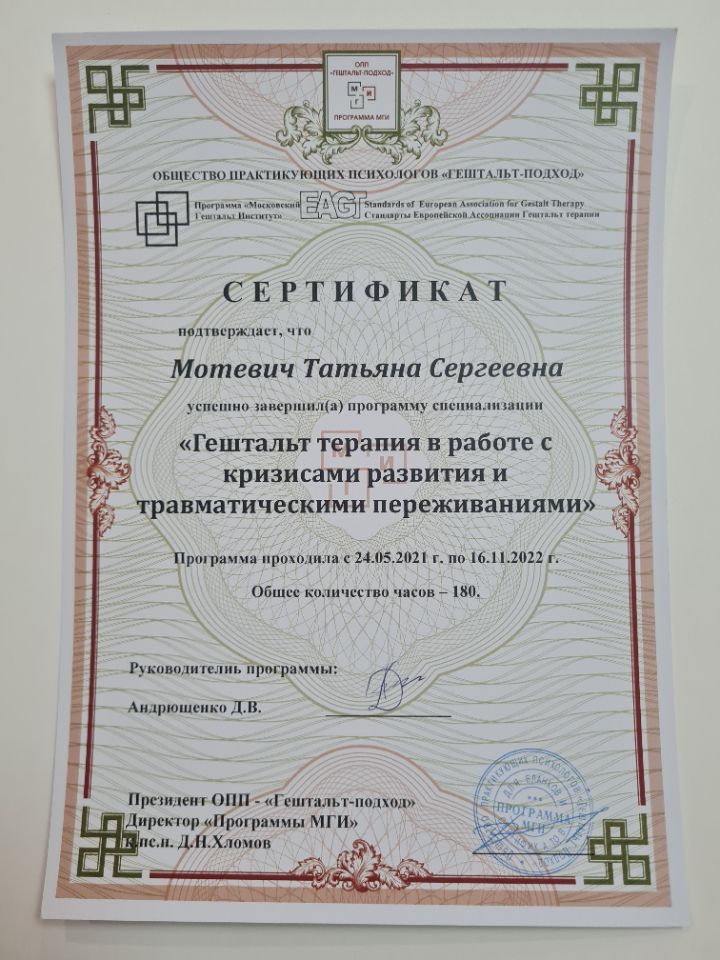 ОПП
«ГЕШТАЛЬТ-ПОДХОД»
М
И
Г
ПРОГРАММА МГИ
ОБЩЕСТВО ПРАКТИКУЮЩИХ ПСИХОЛОГОВ «ГЕШТАЛЬТ-ПОДХОД»
Программа «Московский
Гештальт Институт»
EAGT
Standards of European Association for Gestalt Therapy
Стандарты Европейской Ассоциации Гештальт терапии
СЕРТИФИКАТ
подтверждает, что
Мотевич Татьяна Сергеевна
успешно завершил(а) программу специализации
«Гештальт терапия в работе с
кризисами развития и
травматическими переживаниями»
М
И
Г
Программа проходила с 24.05.2021 г. по 16.11.2022 г.
Общее количество часов – 180.
Руководителиь программы:
Андрющенко Д.В.
Президент ОПП - «Гештальт-подход»
Директор «Программы МГИ»
к.пс.н. Д.Н.Хломов
ПРАКТИКУЮЩИХ ПСИХОЛОГОВ
ПРОГРАММА
МГИ